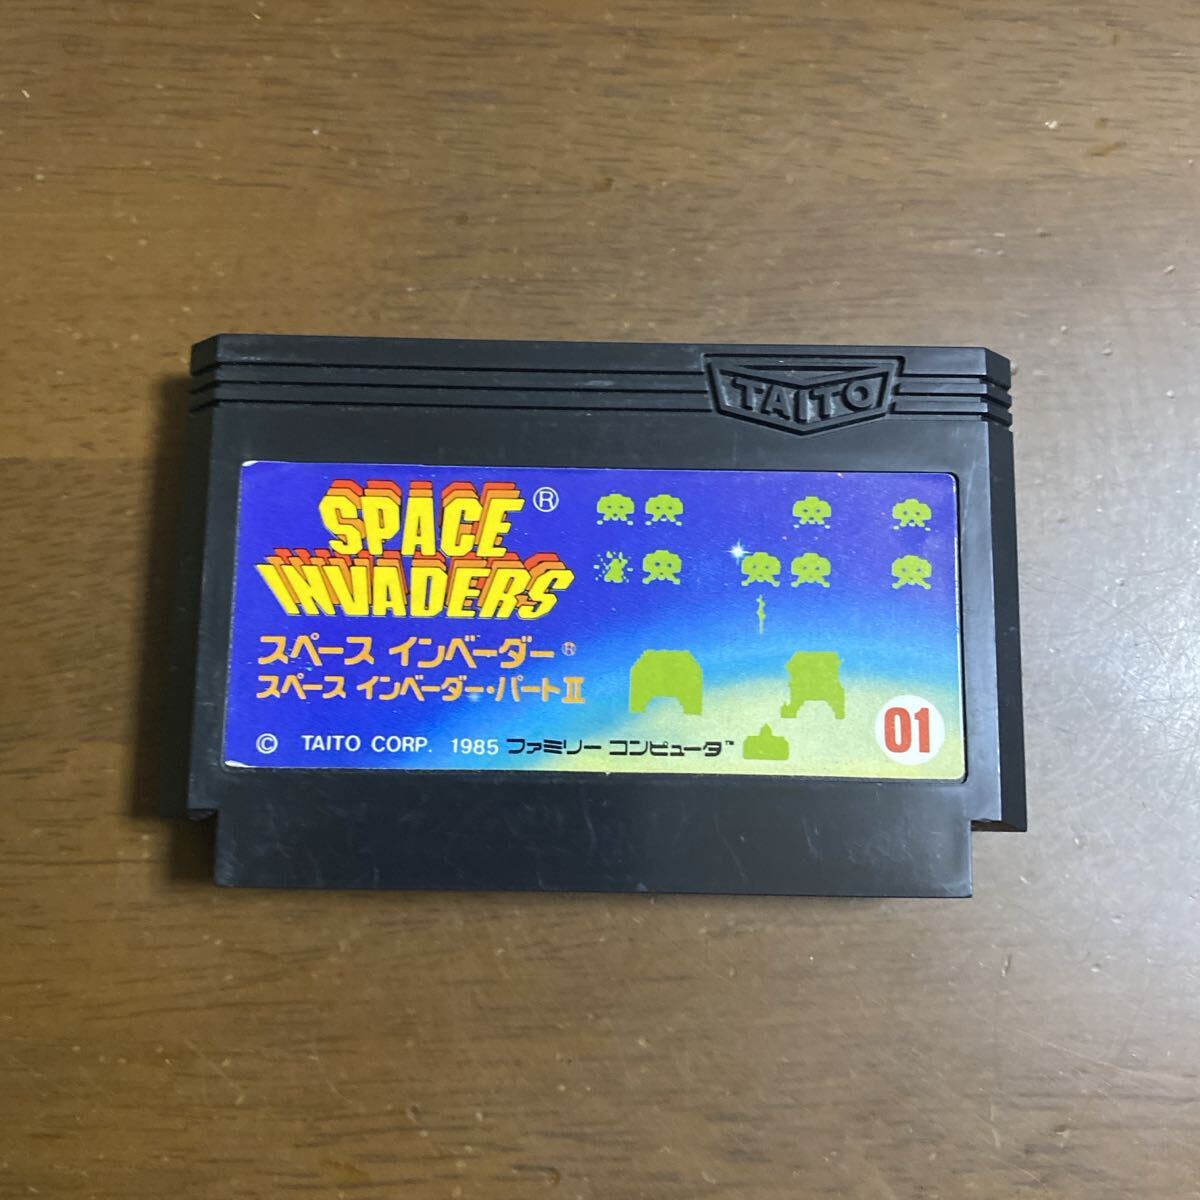 TAITO
SPACE ®
INVADERS
スペース インベーダー®
スペース インベーダー・パートⅡ
© TAITO CORP. 1985 ファミリー コンピュータ™
01